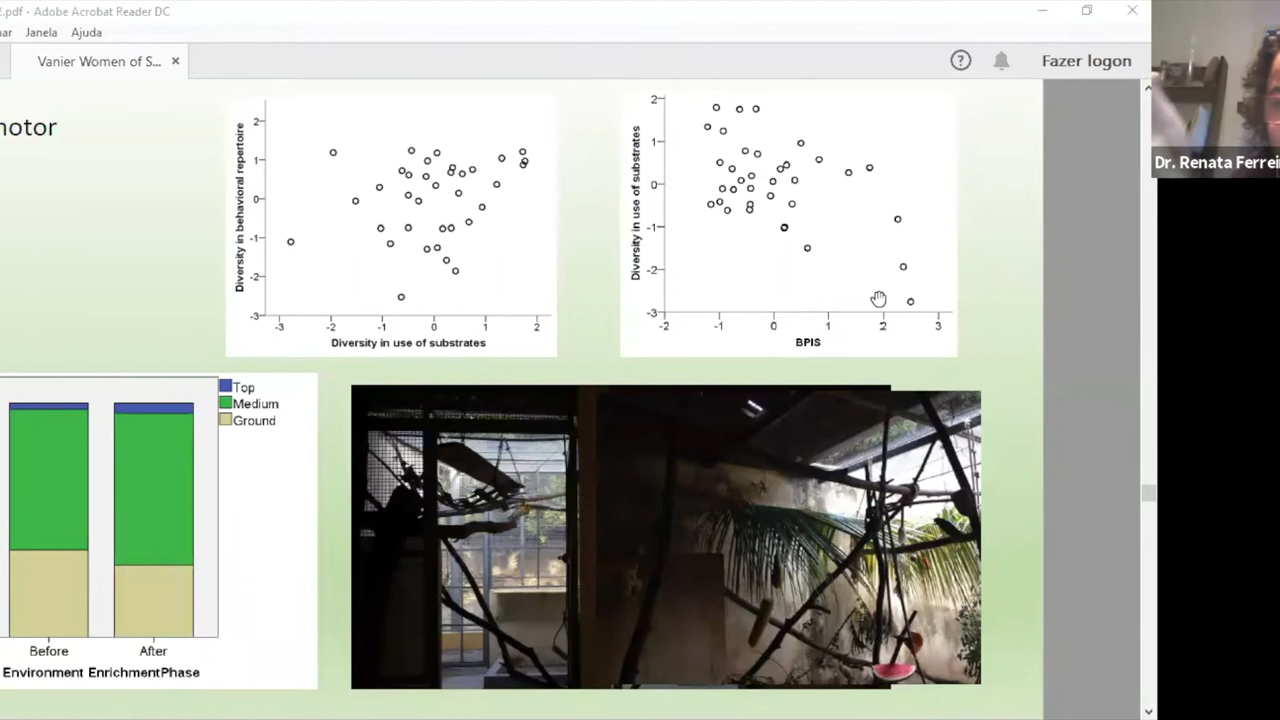 2.pdf - Adobe Acrobat Reader DC
nar Janela Ajuda
Vanier Women of S... ×
? Fazer logon
notor
Diversity in behavioral repertoire
2
1
0
-1
-2
-3
-3 -2 -1 0 1 2
Diversity in use of substrates
Diversity in use of substrates
2
1
0
-1
-2
-3
-2 -1 0 1 2 3
BPIS
Dr. Renata Ferrei
Top
Medium
Ground
Before After
Environment EnrichmentPhase